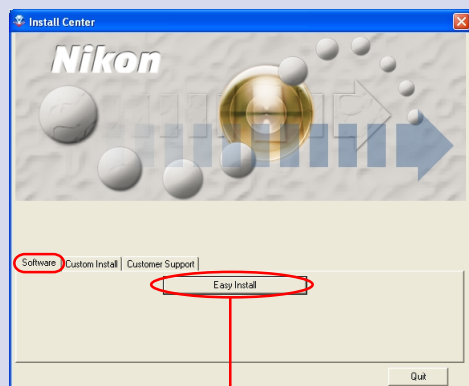 Install Center
Nikon
Software Custom Install Customer Support
Easy Install
Quit